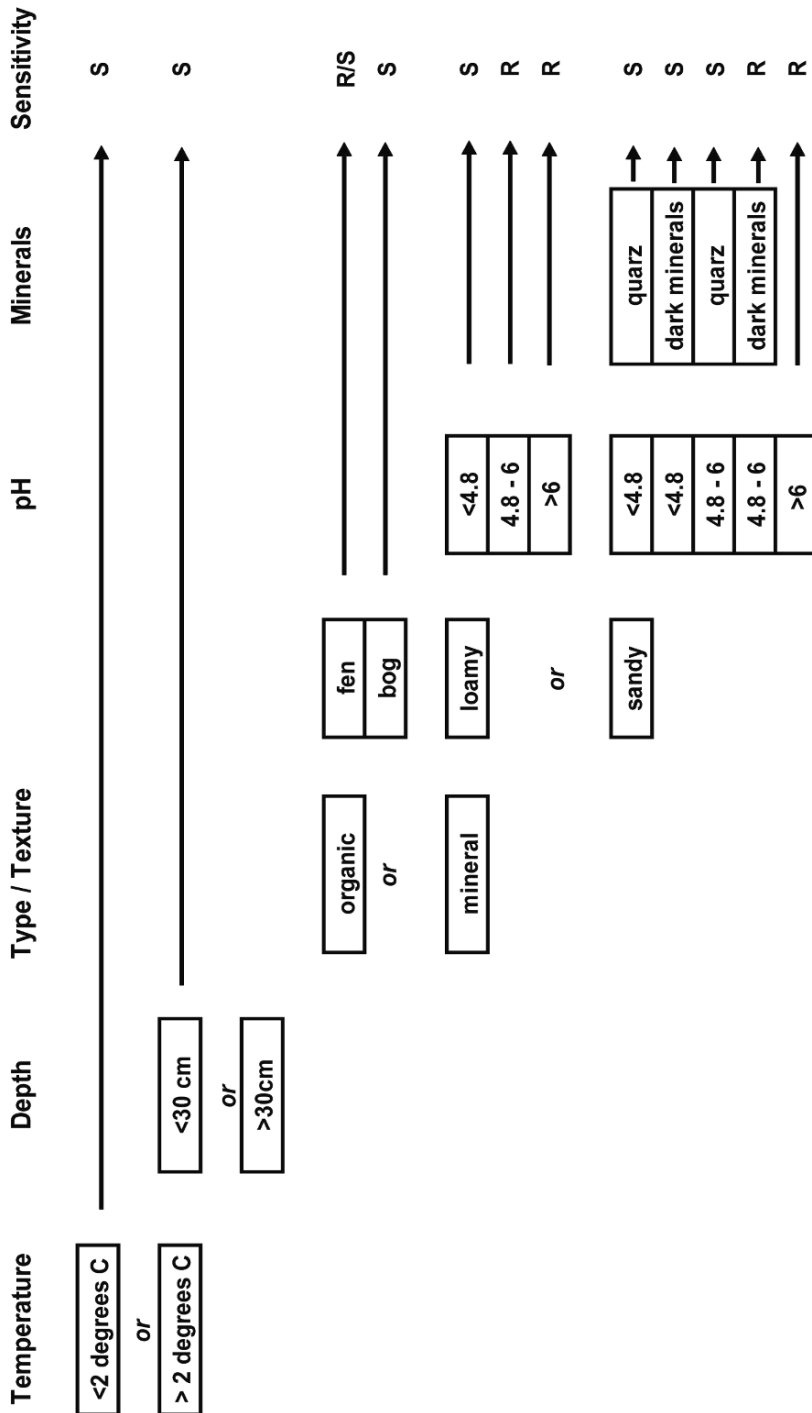 Temperature Depth Type / Texture pH Minerals Sensitivity
<2 degrees C S
or
> 2 degrees C <30 cm S
or
>30cm
organic fen R/S
or bog S
mineral loamy <4.8 S
4.8 - 6 R
or >6 R
sandy <4.8 quarz S
<4.8 dark minerals S
4.8 - 6 quarz S
4.8 - 6 dark minerals R
>6 R